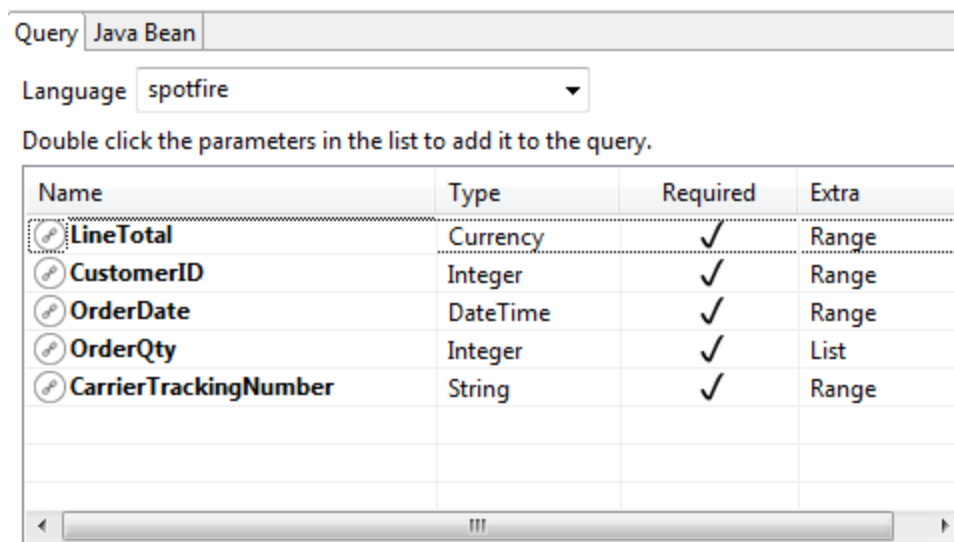 Query Java Bean
Language spotfire
Double click the parameters in the list to add it to the query.
Name Type Required Extra
LineTotal Currency Range
CustomerID Integer Range
OrderDate DateTime Range
OrderQty Integer List
CarrierTrackingNumber String Range